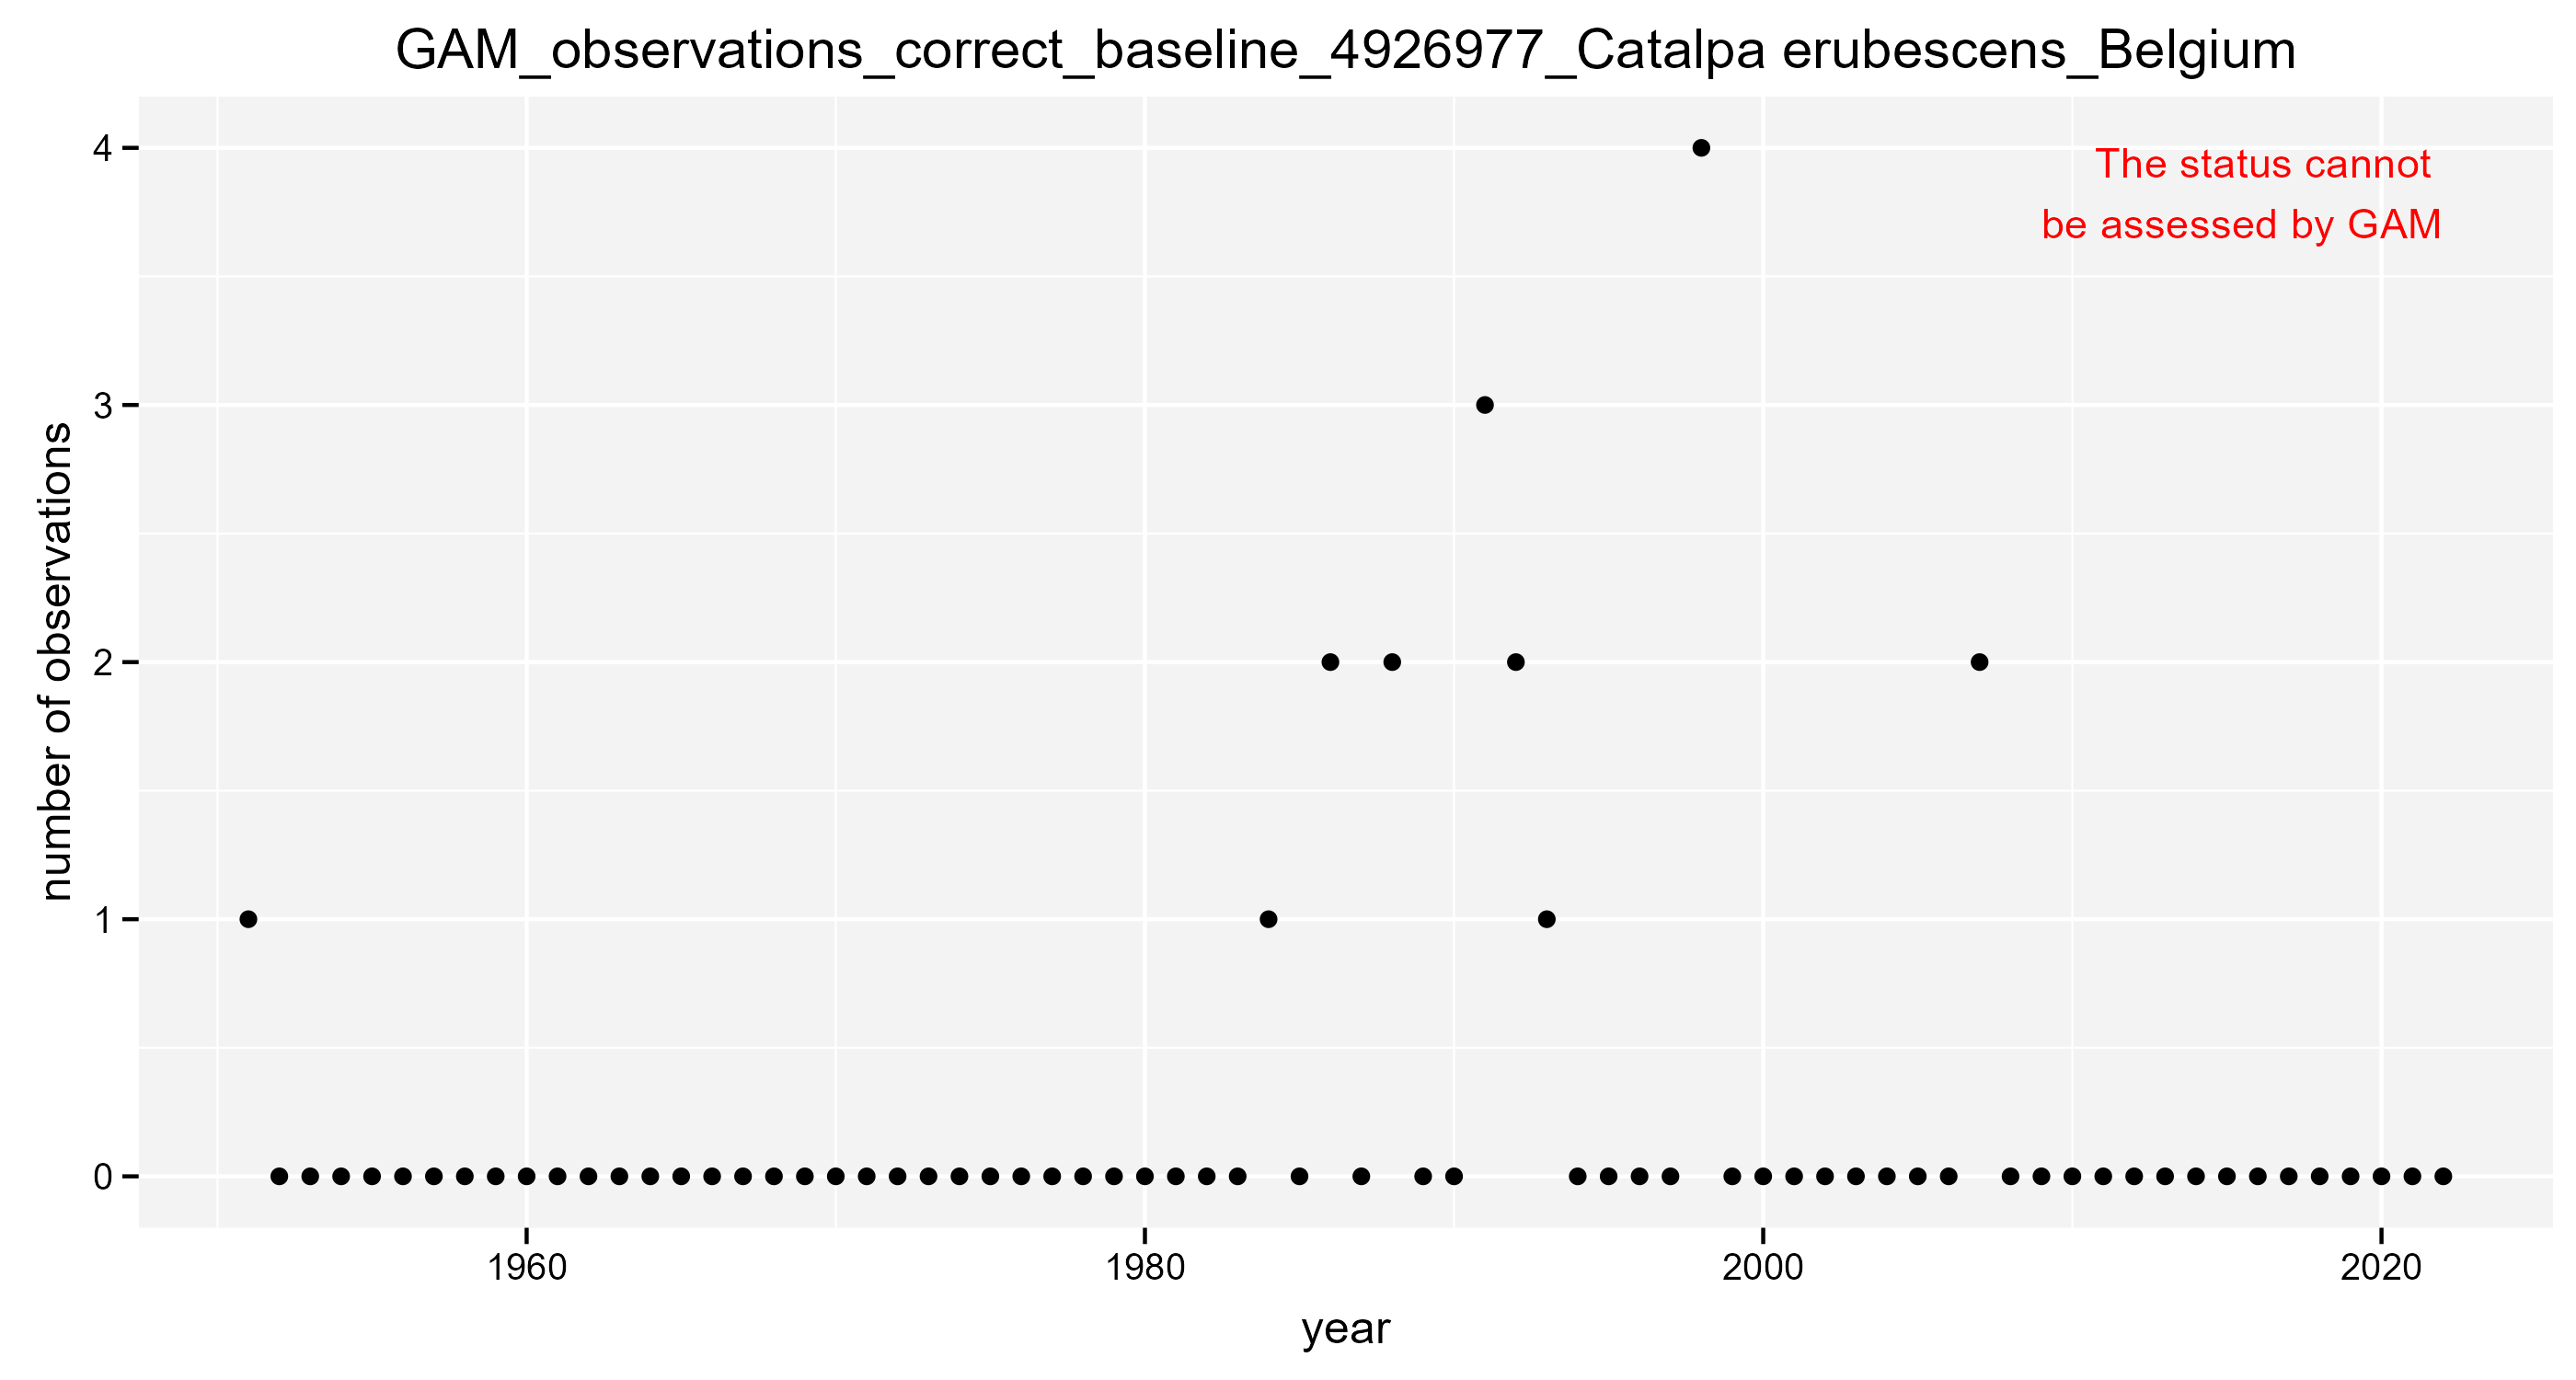 GAM_observations_correct_baseline_4926977_Catalpa erubescens_Belgium
The status cannot
be assessed by GAM
number of observations
4
3
2
1
0
1960
1980
2000
2020
year